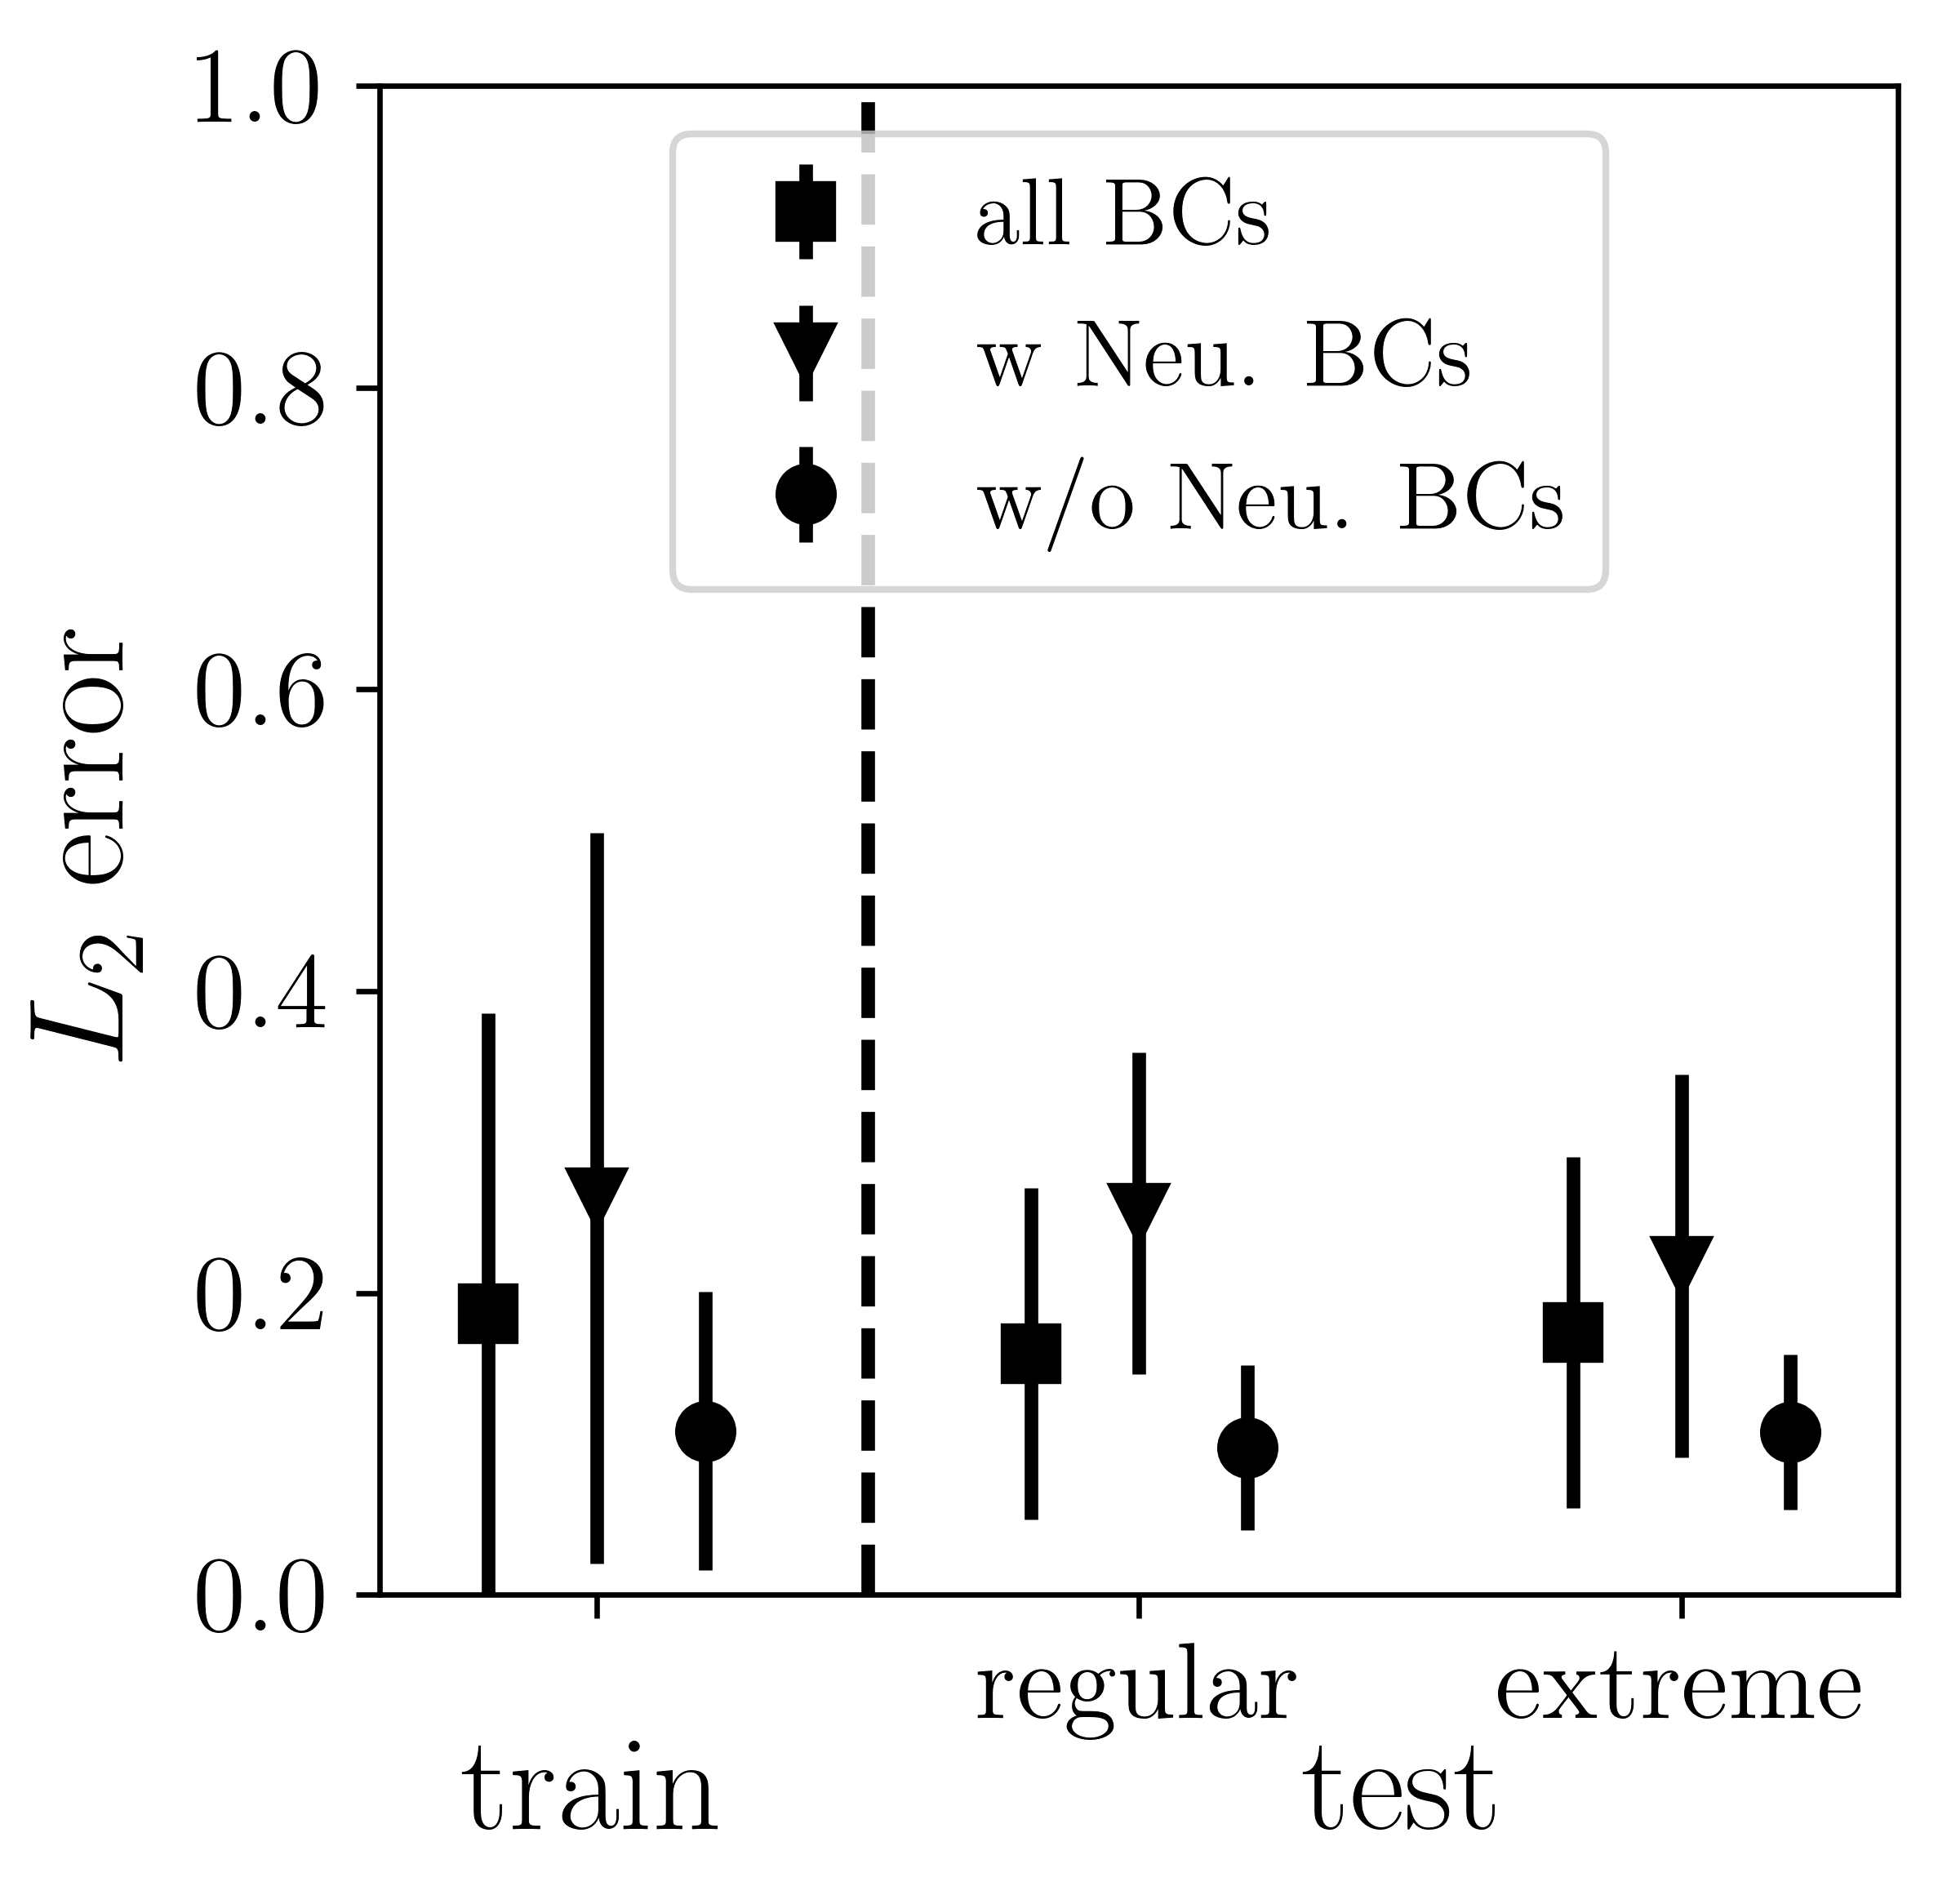 L2 error
1.0
0.8
0.6
0.4
0.2
0.0
all BCs
w Neu. BCs
w/o Neu. BCs
regular extreme
train test